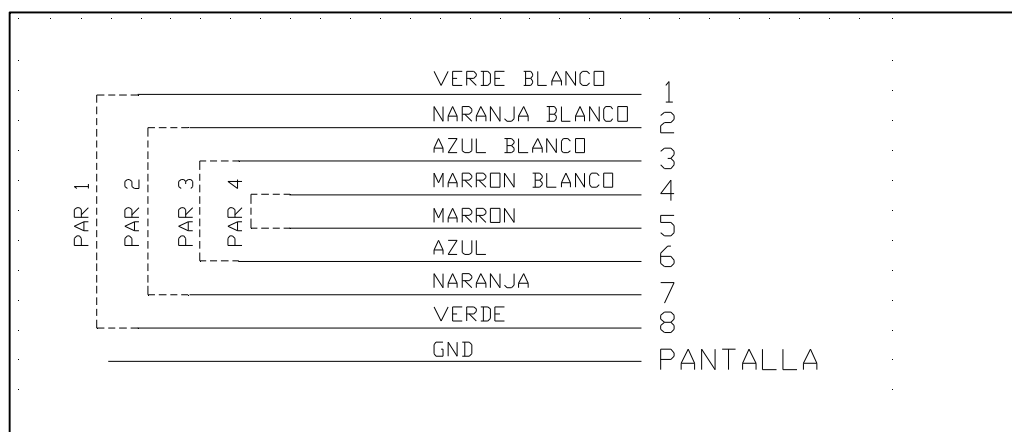 VERDE BLANCO 1
NARANJA BLANCO 2
AZUL BLANCO 3
MARRON BLANCO 4
MARRON 5
AZUL 6
NARANJA 7
VERDE 8
GND PANTALLA
PAR 1
PAR 2
PAR 3
PAR 4